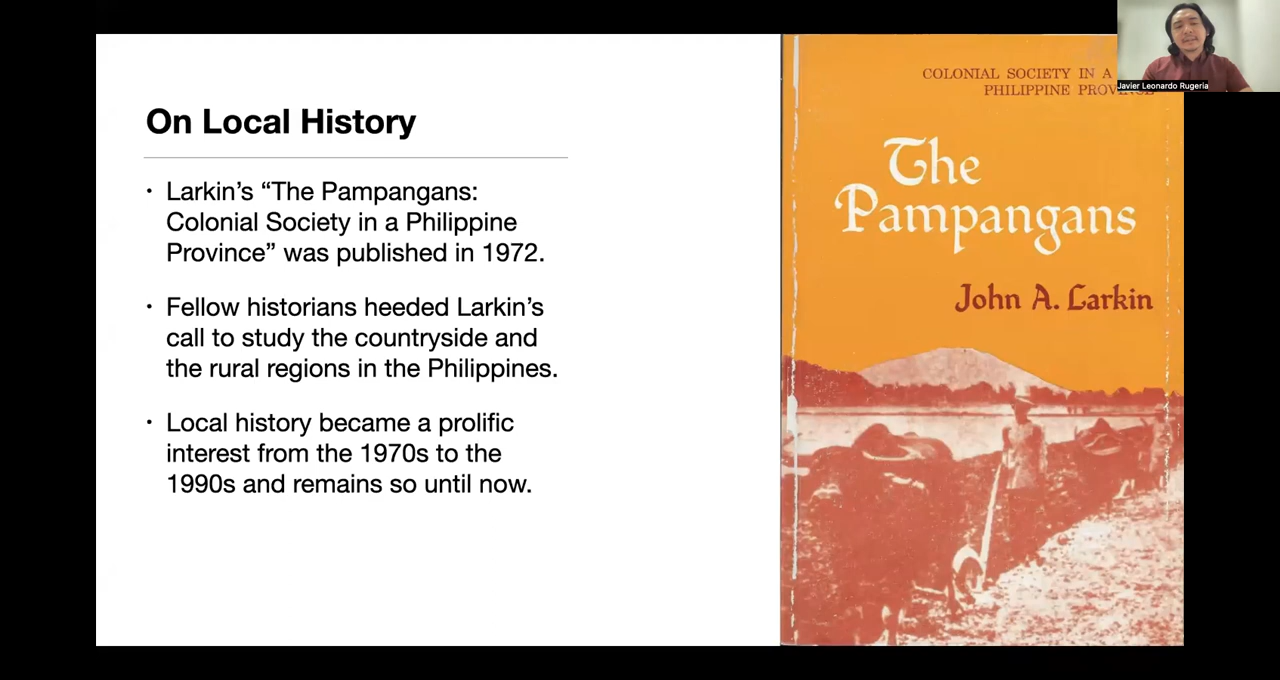 On Local History
• Larkin’s “The Pampangans:
Colonial Society in a Philippine
Province” was published in 1972.
• Fellow historians heeded Larkin’s
call to study the countryside and
the rural regions in the Philippines.
• Local history became a prolific
interest from the 1970s to the
1990s and remains so until now.
COLONIAL SOCIETY IN A
PHILIPPINE
The
Pampangans
John A. Larkin
Javier Leonardo Rugeria